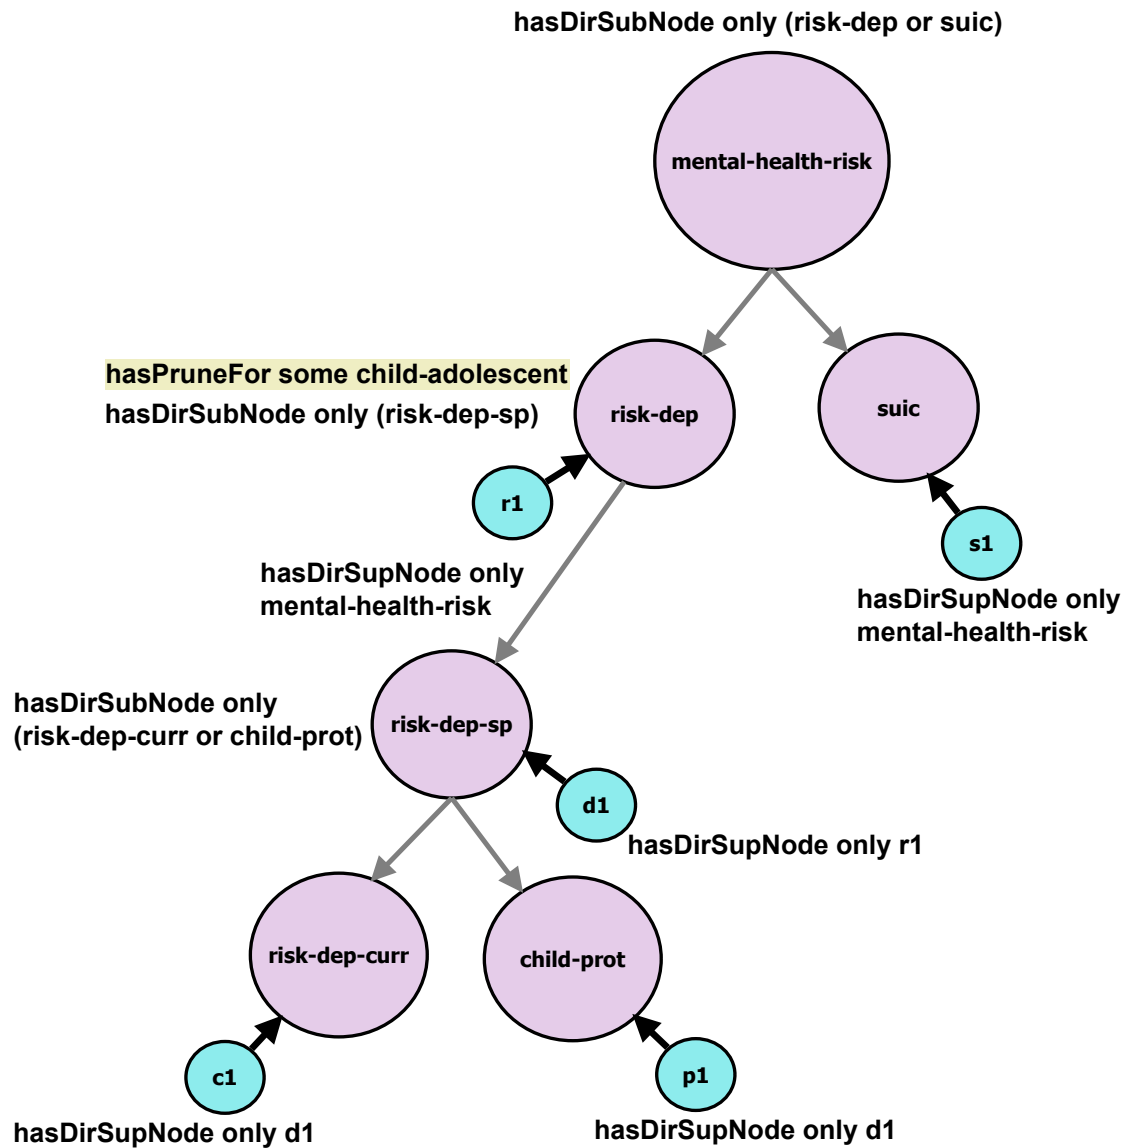 hasDirSubNode only (risk-dep or suic)
mental-health-risk
hasPruneFor some child-adolescent
hasDirSubNode only (risk-dep-sp)
risk-dep
suic
r1
s1
hasDirSupNode only
mental-health-risk
hasDirSupNode only
mental-health-risk
hasDirSubNode only
(risk-dep-curr or child-prot)
risk-dep-sp
d1
hasDirSupNode only r1
risk-dep-curr
child-prot
c1
p1
hasDirSupNode only d1
hasDirSupNode only d1